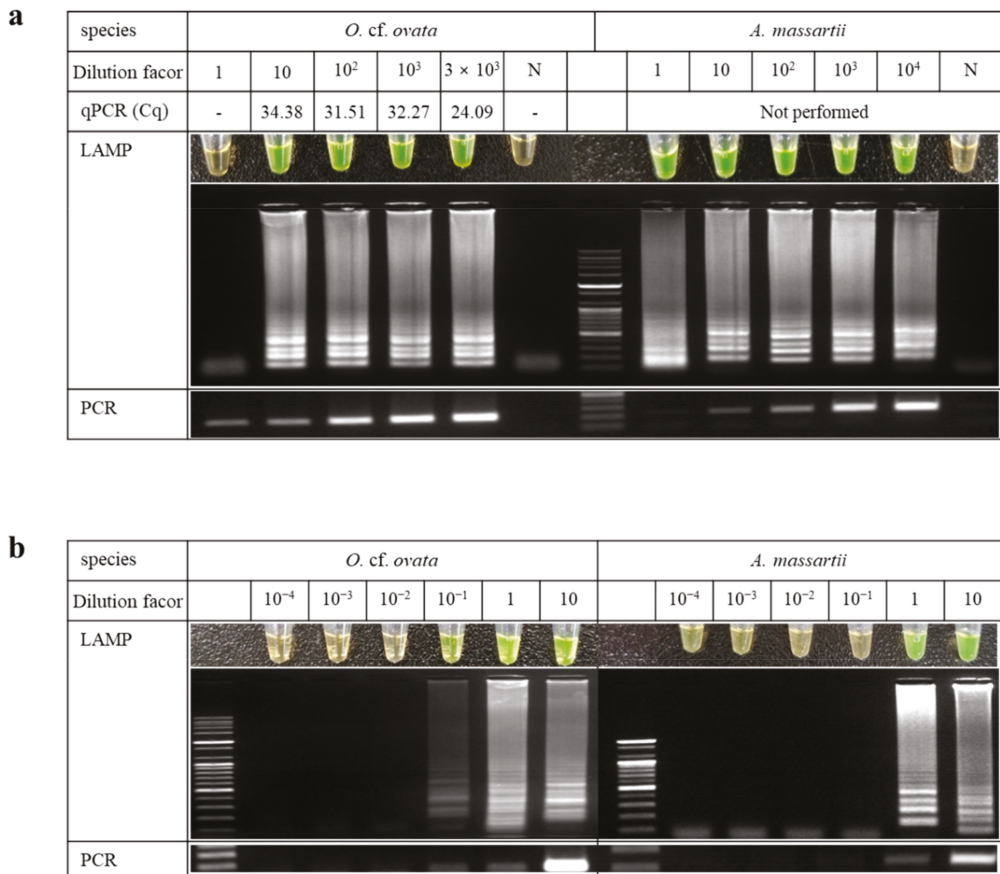 a
species O. cf. ovata A. massartii
Dilution facor 1 10 10² 10³ 3 × 10³ N 1 10 10² 10³ 10⁴ N
qPCR (Cq) - 34.38 31.51 32.27 24.09 - Not performed
LAMP
PCR
b
species O. cf. ovata A. massartii
Dilution facor 10⁻⁴ 10⁻³ 10⁻² 10⁻¹ 1 10 10⁻⁴ 10⁻³ 10⁻² 10⁻¹ 1 10
LAMP
PCR